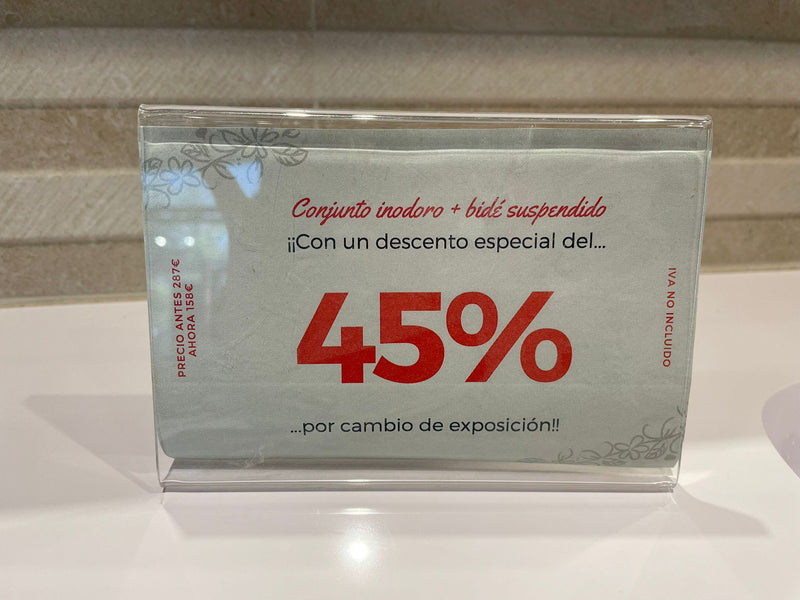 Conjunto inodoro + bidé suspendido
¡¡Con un descento especial del...
45%
...por cambio de exposición!!
PRECIO ANTES 287€
AHORA 158€
IVA NO INCLUIDO